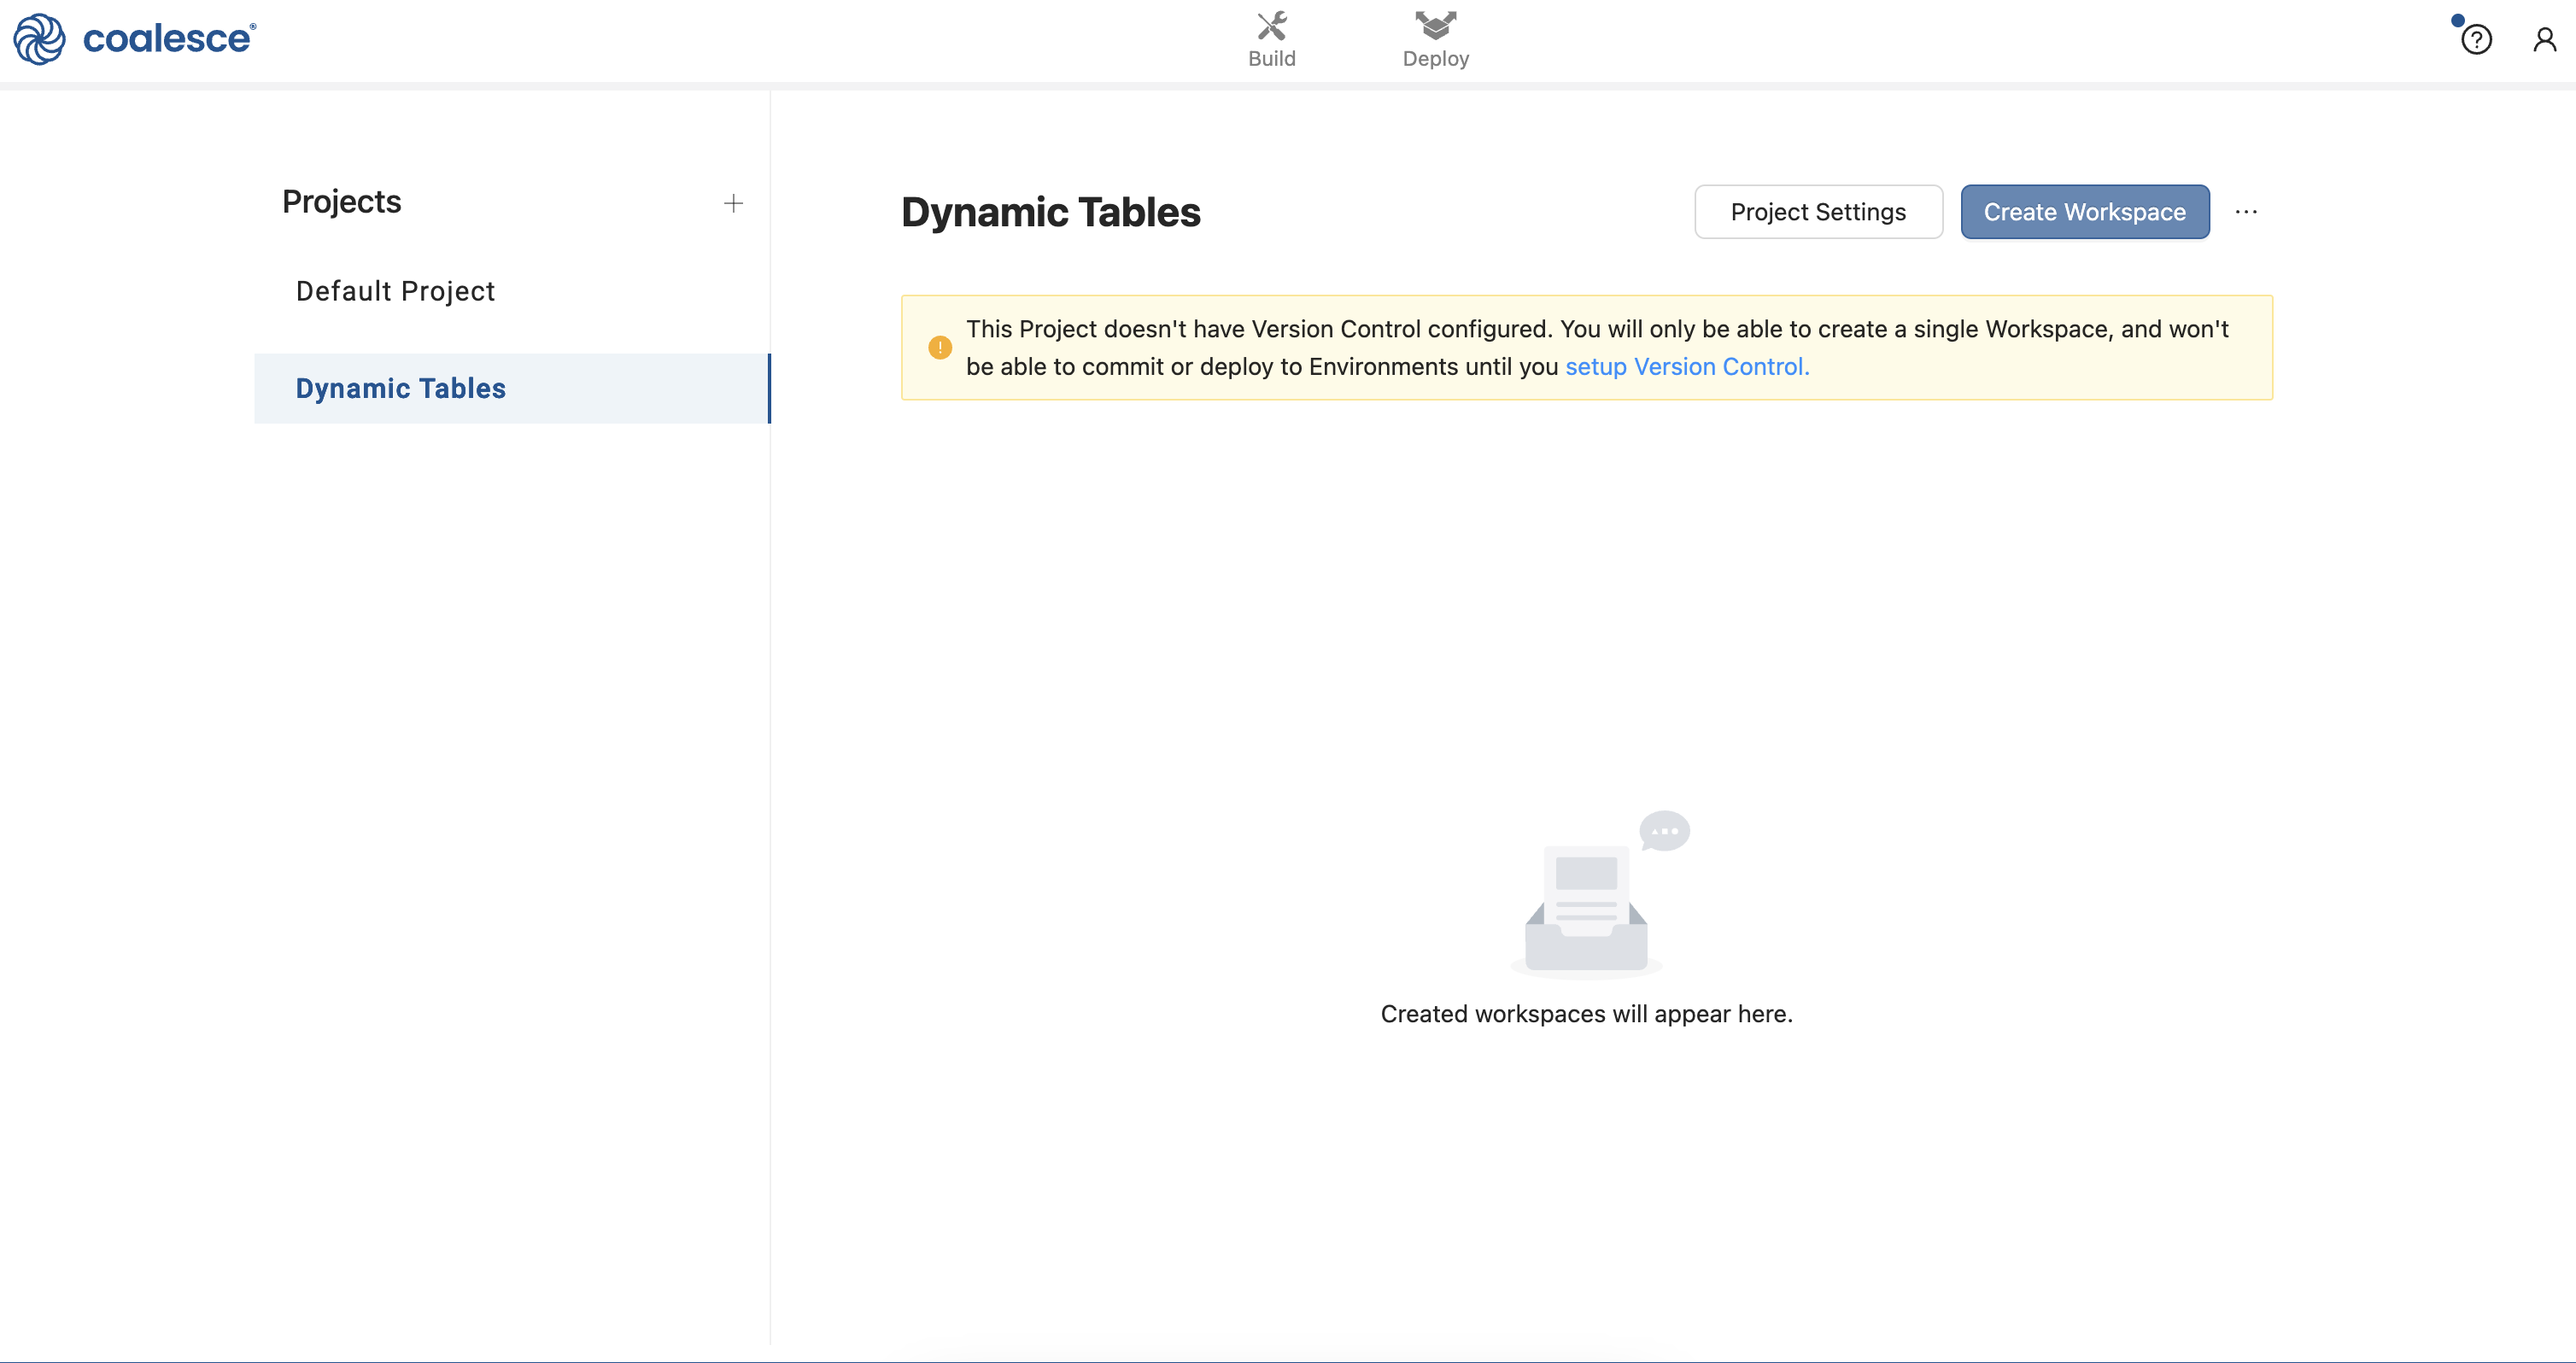 coalesce®
Build
Deploy
Projects
Default Project
Dynamic Tables
Dynamic Tables
Project Settings
Create Workspace
This Project doesn't have Version Control configured. You will only be able to create a single Workspace, and won't
be able to commit or deploy to Environments until you setup Version Control.
Created workspaces will appear here.